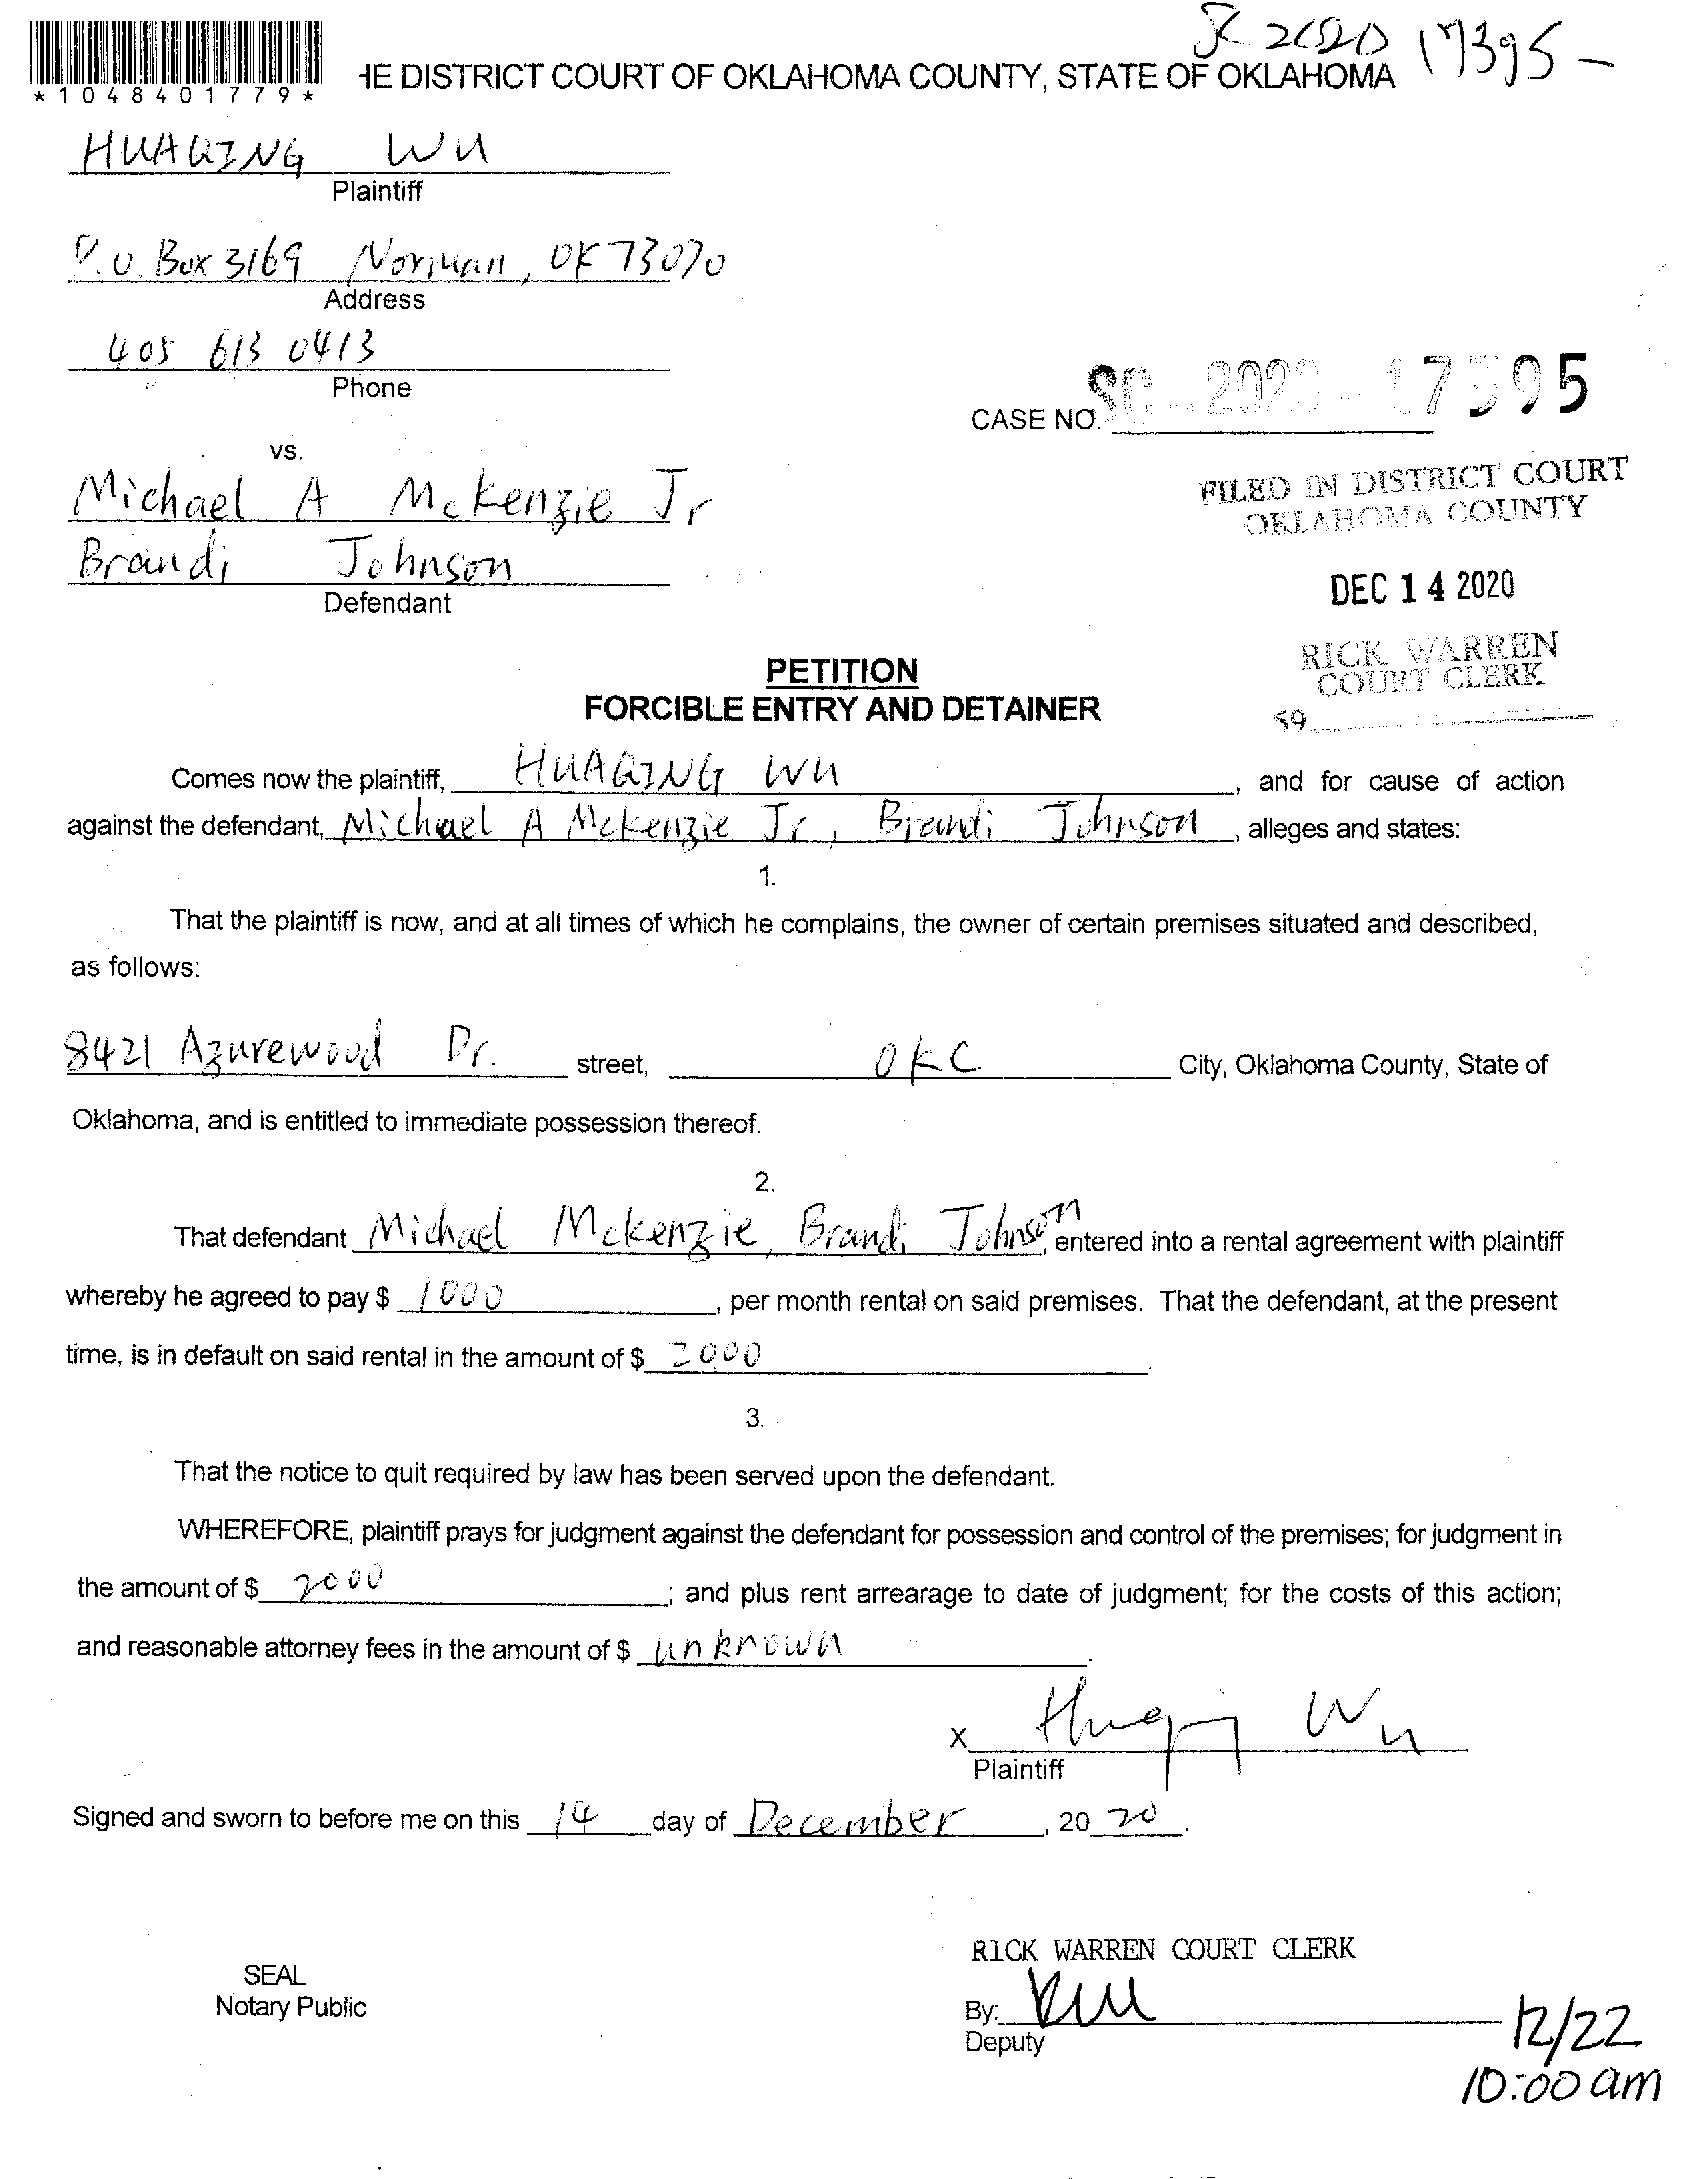 SC 2020 17395 -
*1048401779*
HE DISTRICT COURT OF OKLAHOMA COUNTY, STATE OF OKLAHOMA
HUAQING WU
Plaintiff
P.O. Box 3169 Norman, OK 73070
Address
405 613 0413
Phone
CASE NO. SC 2020 - 17395
vs.
Michael A Mckenzie Jr
Brandi Johnson
Defendant
FILED IN DISTRICT COURT
OKLAHOMA COUNTY
DEC 14 2020
RICK WARREN
COURT CLERK
59
PETITION
FORCIBLE ENTRY AND DETAINER
Comes now the plaintiff, HUAQING WU, and for cause of action
against the defendant, Michael A Mckenzie Jr, Brandi Johnson, alleges and states:
1.
That the plaintiff is now, and at all times of which he complains, the owner of certain premises situated and described,
as follows:
8421 Azurewood Dr. street, OKC City, Oklahoma County, State of
Oklahoma, and is entitled to immediate possession thereof.
2.
That defendant Michael Mckenzie, Brandi Johnson, entered into a rental agreement with plaintiff
whereby he agreed to pay $ 1000, per month rental on said premises. That the defendant, at the present
time, is in default on said rental in the amount of $ 2000.
3.
That the notice to quit required by law has been served upon the defendant.
WHEREFORE, plaintiff prays for judgment against the defendant for possession and control of the premises; for judgment in
the amount of $ 2000; and plus rent arrearage to date of judgment; for the costs of this action;
and reasonable attorney fees in the amount of $ unknown.
x Huaqing Wu
Plaintiff
Signed and sworn to before me on this 14 day of December, 20 20.
RICK WARREN COURT CLERK
SEAL
Notary Public
By:
Deputy
12/22
10:00 am